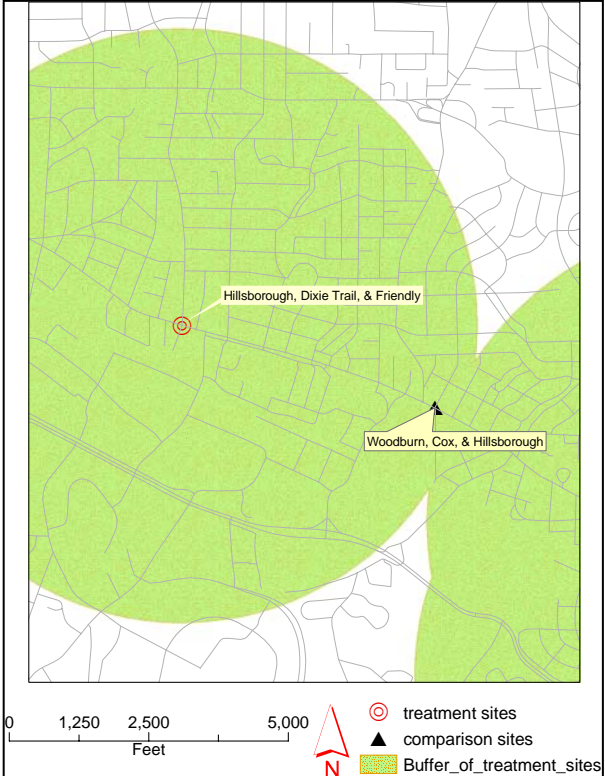 Hillsborough, Dixie Trail, & Friendly
Woodburn, Cox, & Hillsborough
0 1,250 2,500 5,000
Feet
N
treatment sites
comparison sites
Buffer_of_treatment_sites